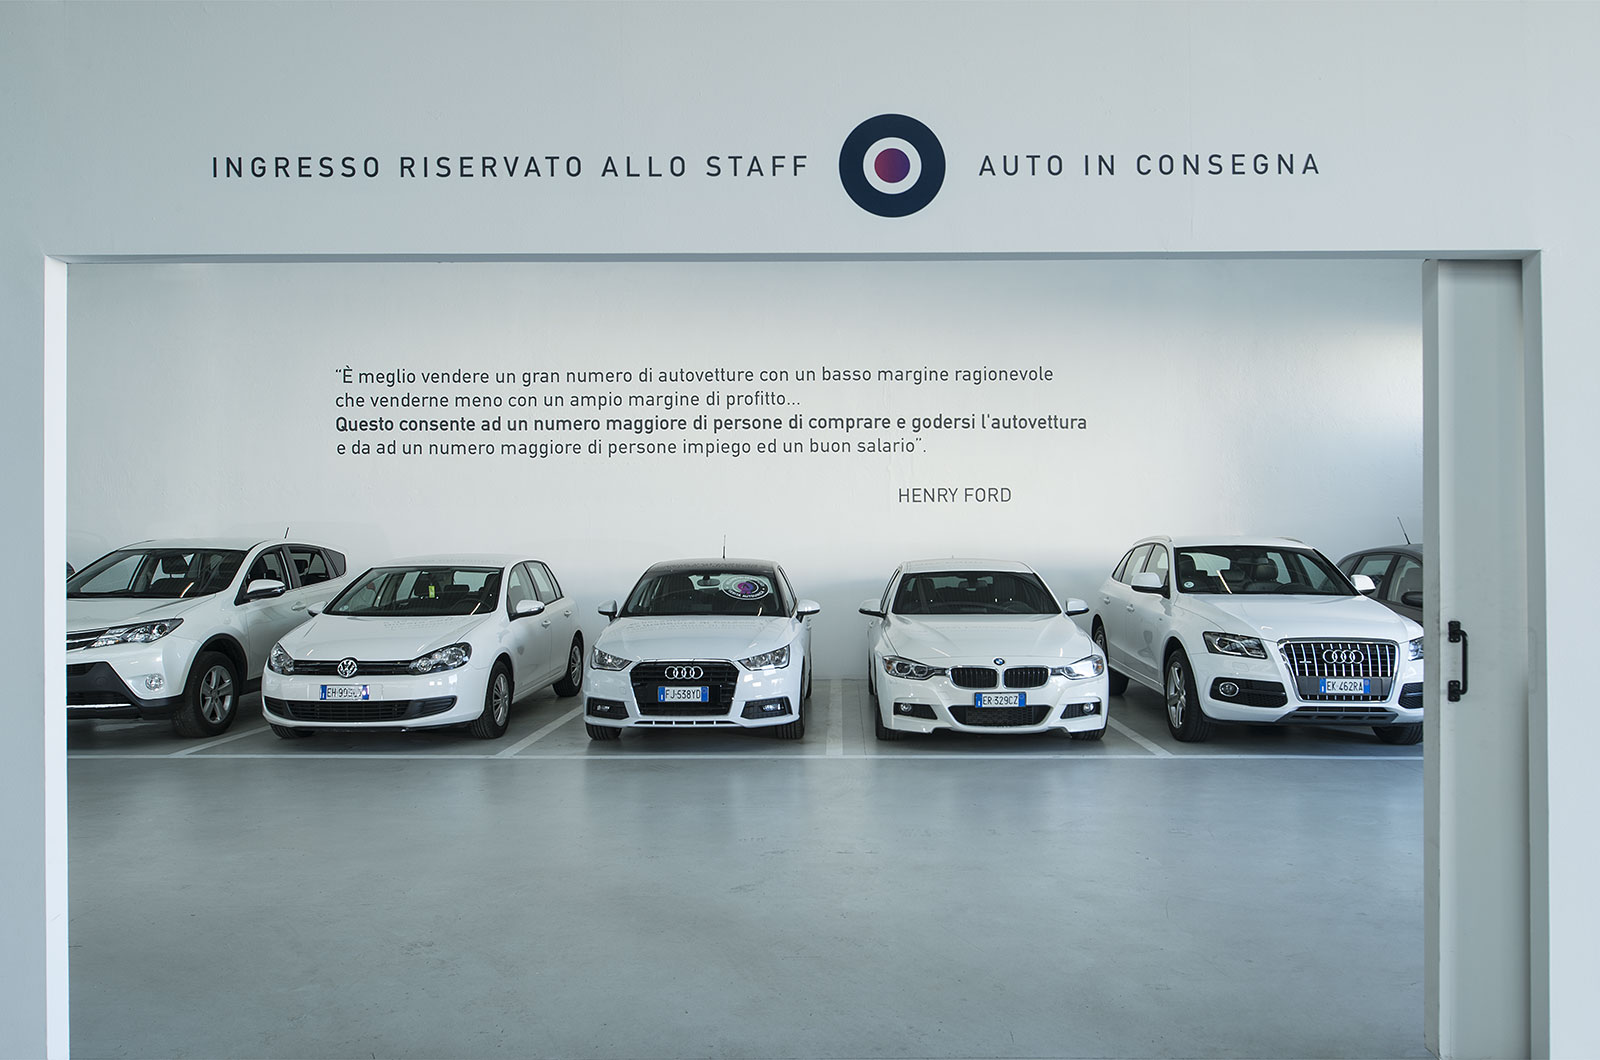 INGRESSO RISERVATO ALLO STAFF AUTO IN CONSEGNA
“È meglio vendere un gran numero di autovetture con un basso margine ragionevole
che venderne meno con un ampio margine di profitto...
Questo consente ad un numero maggiore di persone di comprare e godersi l'autovettura
e da ad un numero maggiore di persone impiego ed un buon salario”.
HENRY FORD
FJ 538YD
ER 329CZ
EK 462RA